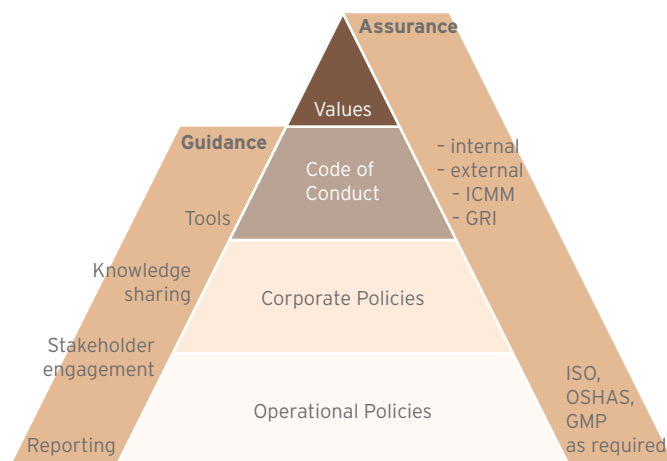 Assurance
Values
Guidance
– internal
– external
– ICMM
– GRI
Code of
Conduct
Tools
Knowledge
sharing
Corporate Policies
Stakeholder
engagement
ISO,
OSHAS,
GMP
as required
Operational Policies
Reporting